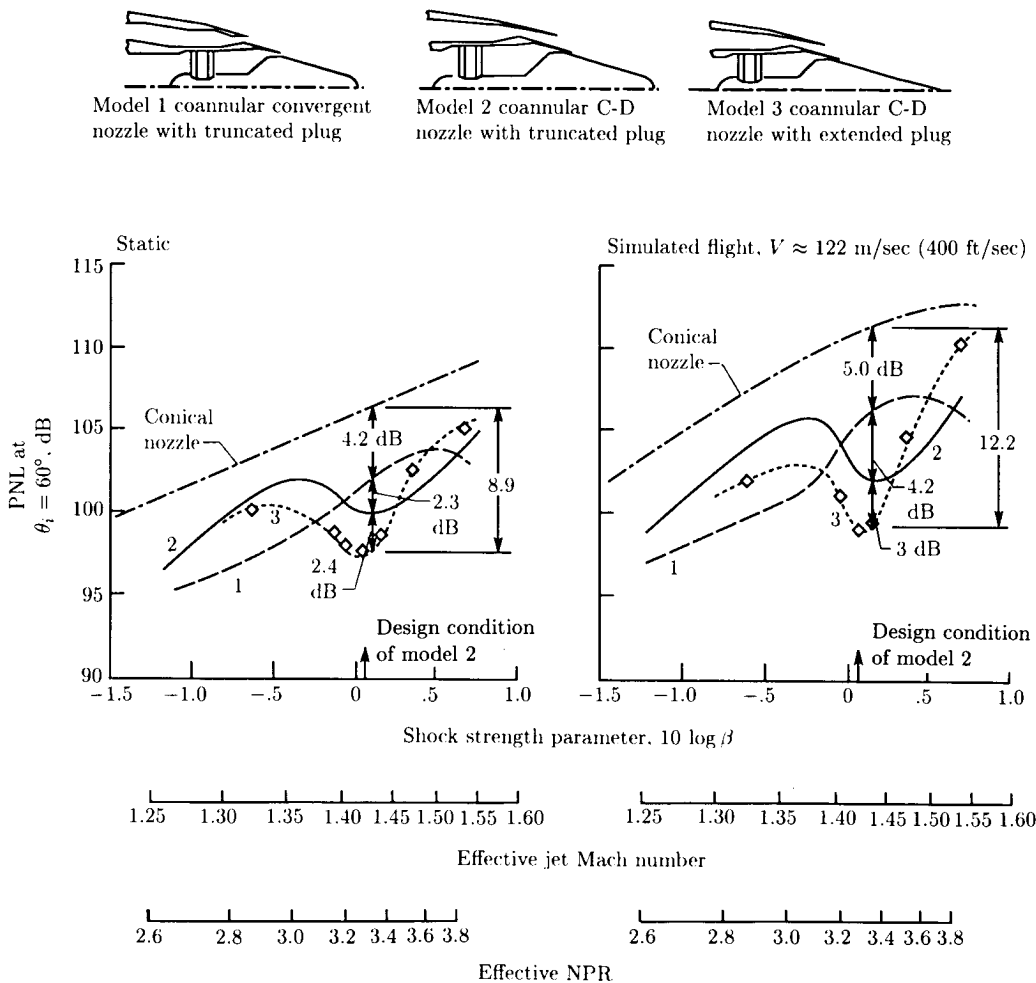 Model 1 coannular convergent
nozzle with truncated plug
Model 2 coannular C-D
nozzle with truncated plug
Model 3 coannular C-D
nozzle with extended plug
Static
Simulated flight, V ≈ 122 m/sec (400 ft/sec)
PNL at
θi = 60°, dB
115
110
105
100
95
90
Conical
nozzle
4.2 dB
8.9
2.3
dB
2.4
dB
3
2
1
Design condition
of model 2
−1.5 −1.0 −.5 0 .5 1.0
Conical
nozzle
5.0 dB
12.2
2
4.2
dB
3
3 dB
1
Design condition
of model 2
−1.5 −1.0 −.5 0 .5 1.0
Shock strength parameter, 10 log β
1.25 1.30 1.35 1.40 1.45 1.50 1.55 1.60
1.25 1.30 1.35 1.40 1.45 1.50 1.55 1.60
Effective jet Mach number
2.6 2.8 3.0 3.2 3.4 3.6 3.8
2.6 2.8 3.0 3.2 3.4 3.6 3.8
Effective NPR